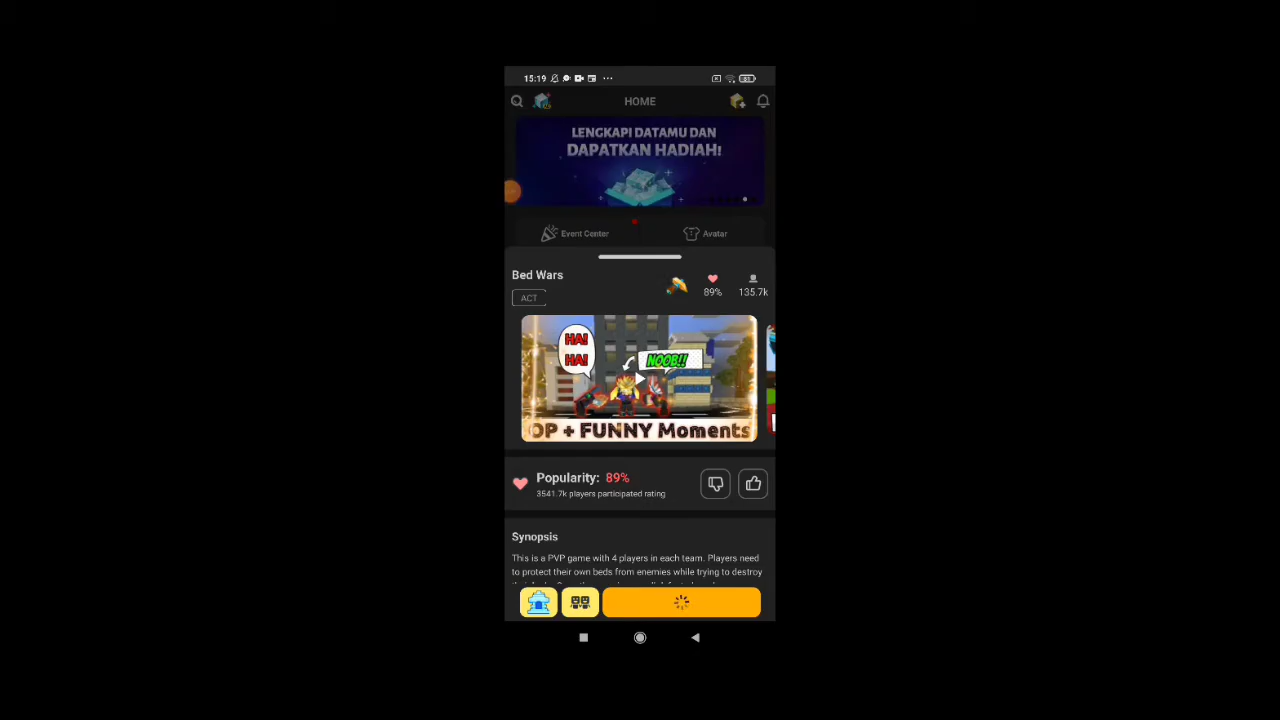 15:19
HOME
LENGKAPI DATAMU DAN
DAPATKAN HADIAH!
Event Center
Avatar
Bed Wars
ACT
89%
135.7k
HA!
HA!
NOOB!!
OP + FUNNY Moments
Popularity: 89%
3541.7k players participated rating
Synopsis
This is a PVP game with 4 players in each team. Players need
to protect their own beds from enemies while trying to destroy